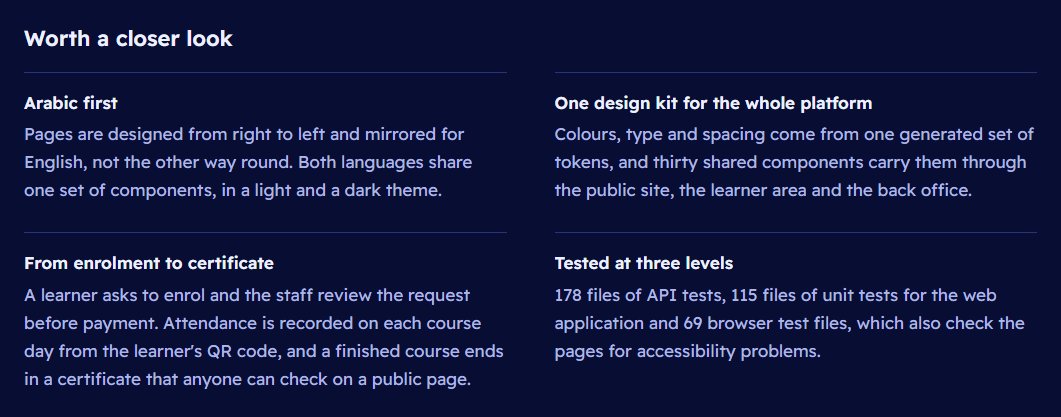 Worth a closer look
Arabic first
Pages are designed from right to left and mirrored for
English, not the other way round. Both languages share
one set of components, in a light and a dark theme.
One design kit for the whole platform
Colours, type and spacing come from one generated set of
tokens, and thirty shared components carry them through
the public site, the learner area and the back office.
From enrolment to certificate
A learner asks to enrol and the staff review the request
before payment. Attendance is recorded on each course
day from the learner's QR code, and a finished course ends
in a certificate that anyone can check on a public page.
Tested at three levels
178 files of API tests, 115 files of unit tests for the web
application and 69 browser test files, which also check the
pages for accessibility problems.